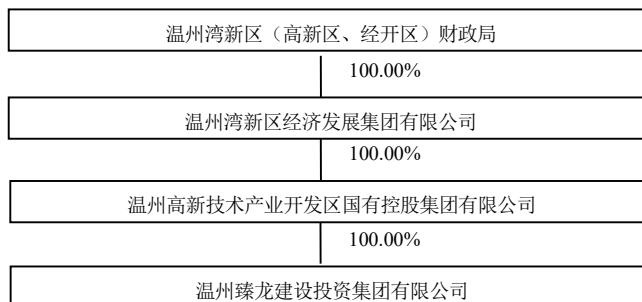 温州湾新区（高新区、经开区）财政局
100.00%
温州湾新区经济发展集团有限公司
100.00%
温州高新技术产业开发区国有控股集团有限公司
100.00%
温州臻龙建设投资集团有限公司